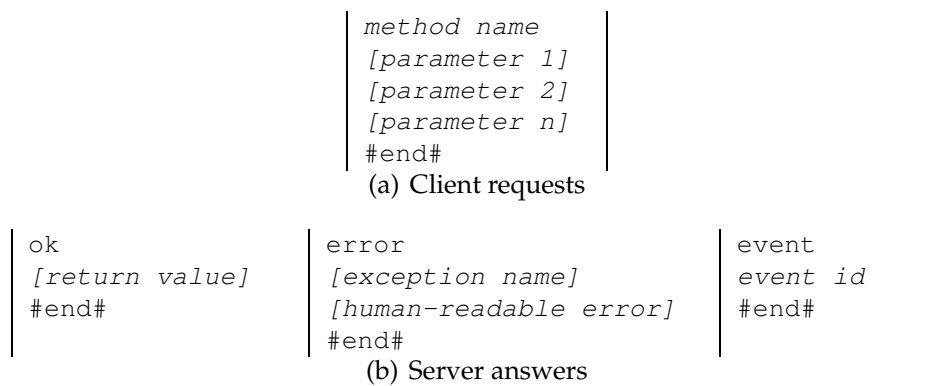 method name
[parameter 1]
[parameter 2]
[parameter n]
#end#
(a) Client requests
ok
[return value]
#end#
error
[exception name]
[human-readable error]
#end#
event
event id
#end#
(b) Server answers